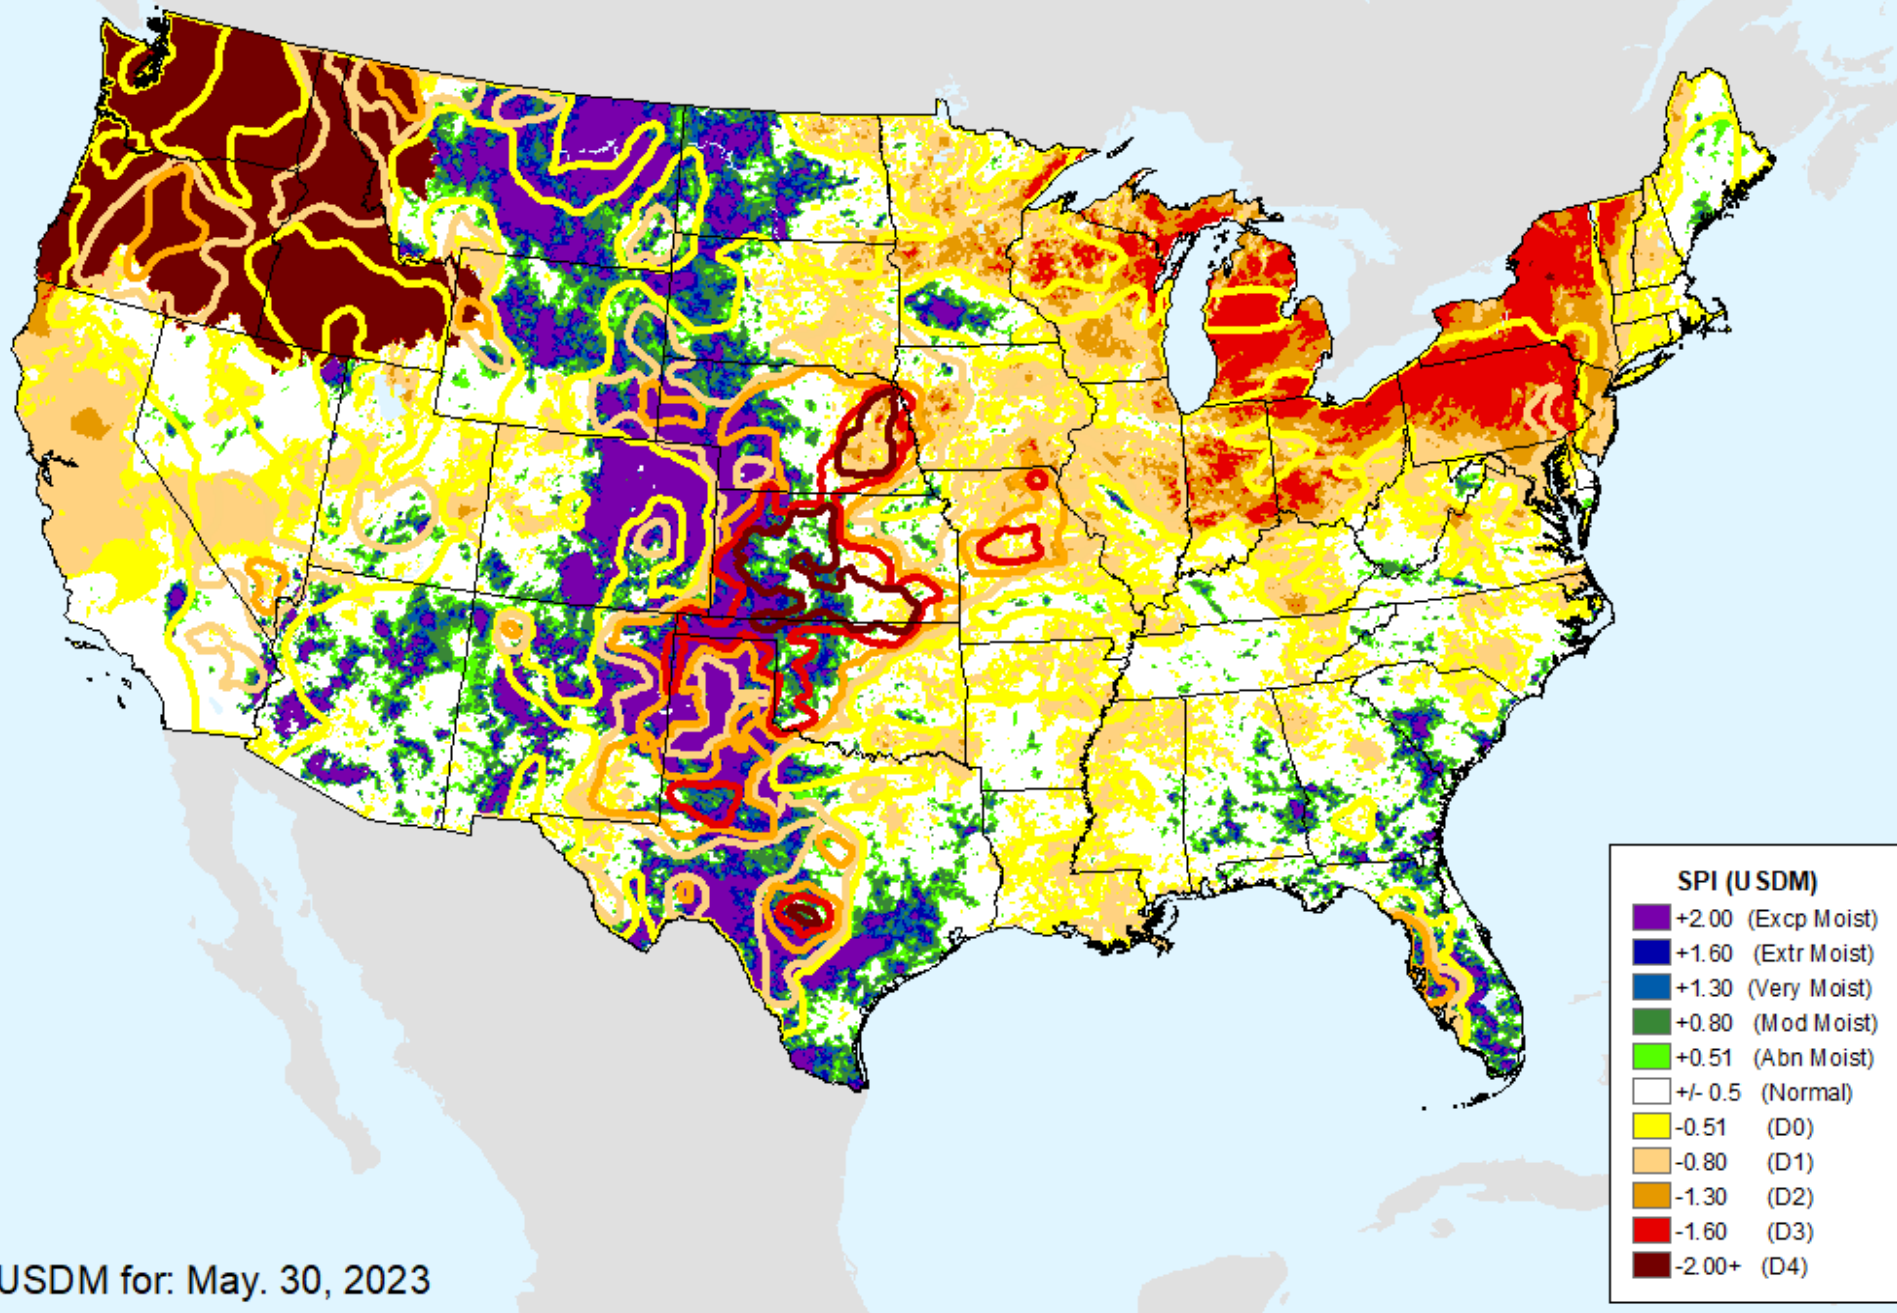 SPI (USDM)
+2.00 (Excp Moist)
+1.60 (Extr Moist)
+1.30 (Very Moist)
+0.80 (Mod Moist)
+0.51 (Abn Moist)
+/- 0.5 (Normal)
-0.51 (D0)
-0.80 (D1)
-1.30 (D2)
-1.60 (D3)
-2.00+ (D4)
USDM for: May. 30, 2023